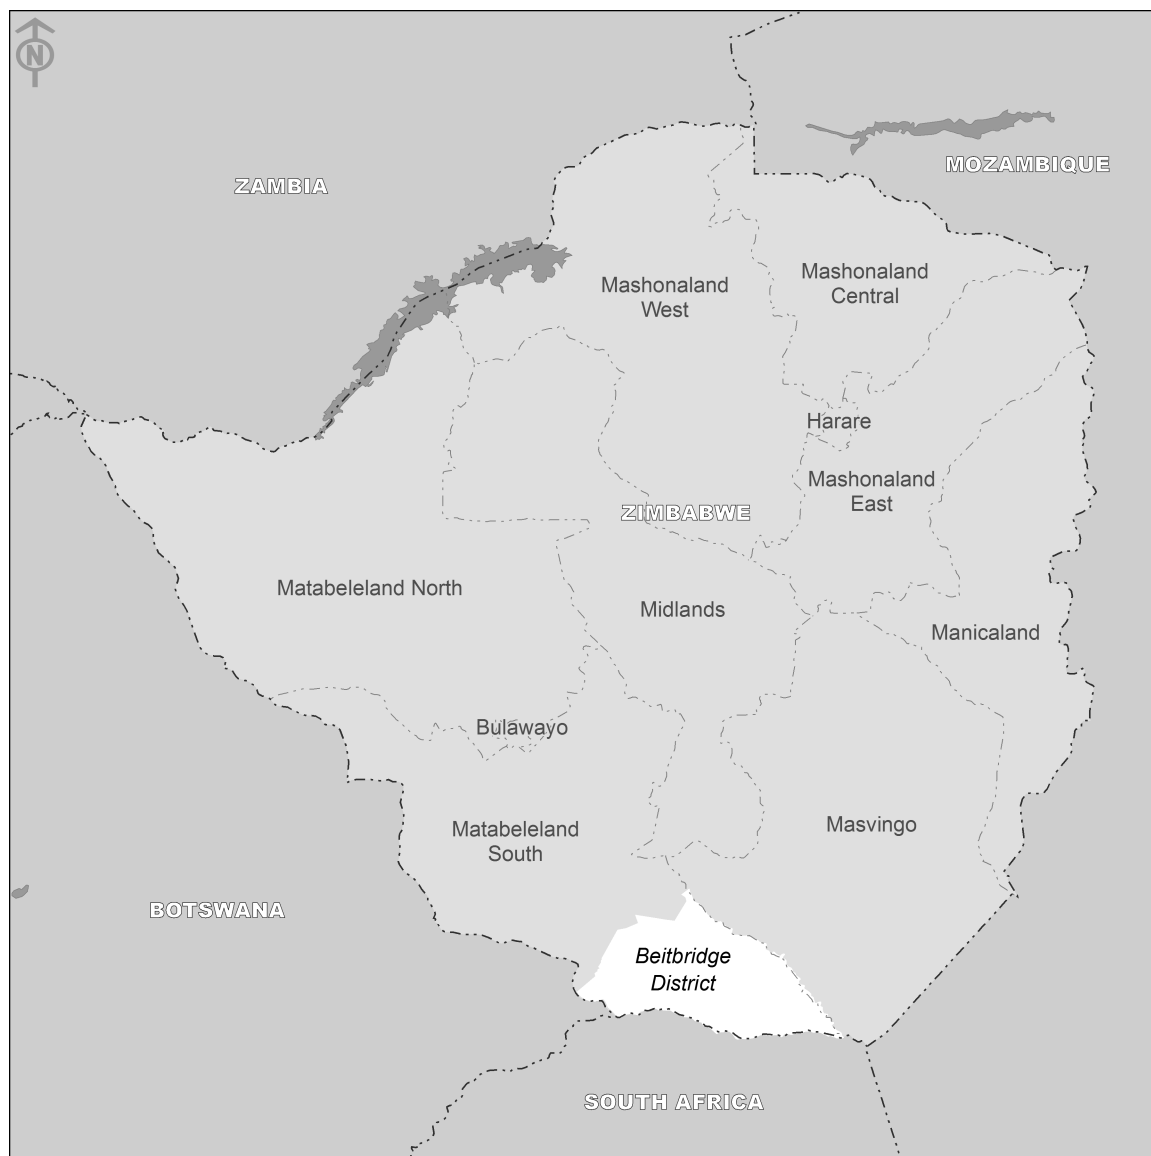 N
ZAMBIA
MOZAMBIQUE
Mashonaland
West
Mashonaland
Central
Harare
Mashonaland
East
ZIMBABWE
Matabeleland North
Midlands
Manicaland
Bulawayo
Matabeleland
South
Masvingo
BOTSWANA
Beitbridge
District
SOUTH AFRICA